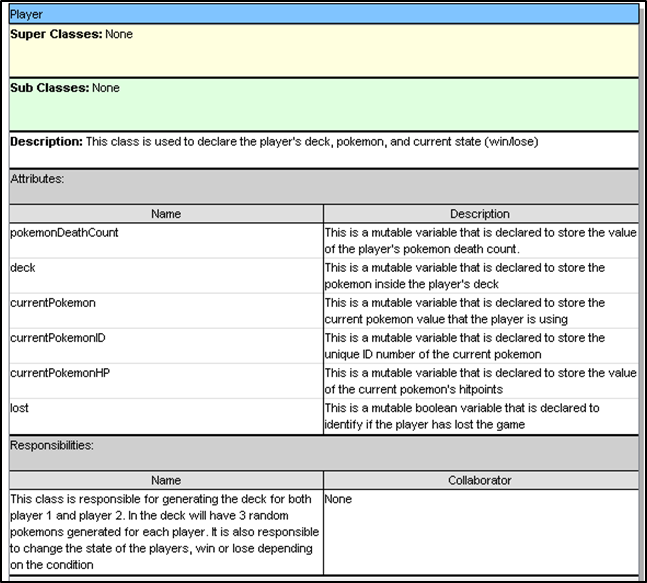 Player
Super Classes: None
Sub Classes: None
Description: This class is used to declare the player's deck, pokemon, and current state (win/lose)
Attributes:
Name
Description
pokemonDeathCount
This is a mutable variable that is declared to store the value
of the player's pokemon death count.
deck
This is a mutable variable that is declared to store the
pokemon inside the player's deck
currentPokemon
This is a mutable variable that is declared to store the
current pokemon value that the player is using
currentPokemonID
This is a mutable variable that is declared to store the
unique ID number of the current pokemon
currentPokemonHP
This is a mutable variable that is declared to store the value
of the current pokemon's hitpoints
lost
This is a mutable boolean variable that is declared to
identify if the player has lost the game
Responsibilities:
Name
Collaborator
This class is responsible for generating the deck for both
player 1 and player 2. In the deck will have 3 random
pokemons generated for each player. It is also responsible
to change the state of the players, win or lose depending
on the condition
None